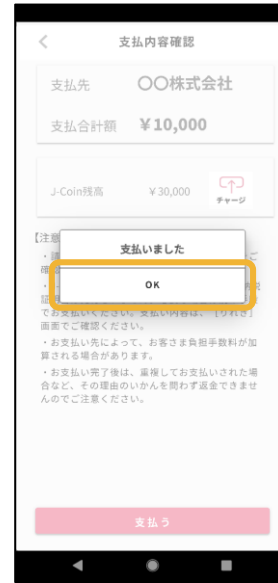 支払内容確認
支払先 〇〇株式会社
支払合計額 ￥10,000
J-Coin残高 ￥30,000 チャージ
【注意
支払いました
OK
でお支払いください。支払い内容は、［りれき］
画面でご確認ください。
・お支払い先によって、お客さま負担手数料が加
算される場合があります。
・お支払い完了後は、重複してお支払いされた場
合など、その理由のいかんを問わず返金できませ
んのでご注意ください。
支払う